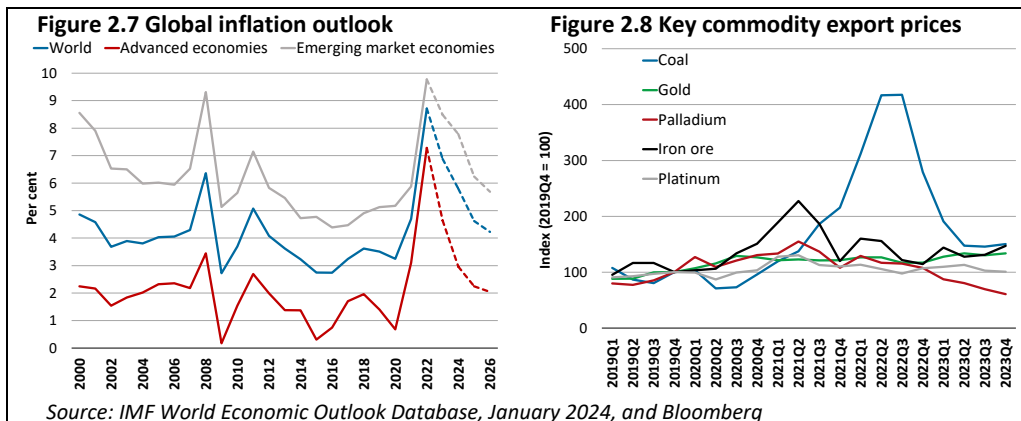 Figure 2.7 Global inflation outlook
World Advanced economies Emerging market economies
Per cent
10
9
8
7
6
5
4
3
2
1
0
2000 2002 2004 2006 2008 2010 2012 2014 2016 2018 2020 2022 2024 2026
Figure 2.8 Key commodity export prices
Index (2019Q4 = 100)
500
400
300
200
100
0
Coal
Gold
Palladium
Iron ore
Platinum
2019Q1 2019Q2 2019Q3 2019Q4 2020Q1 2020Q2 2020Q3 2020Q4 2021Q1 2021Q2 2021Q3 2021Q4 2022Q1 2022Q2 2022Q3 2022Q4 2023Q1 2023Q2 2023Q3 2023Q4
Source: IMF World Economic Outlook Database, January 2024, and Bloomberg